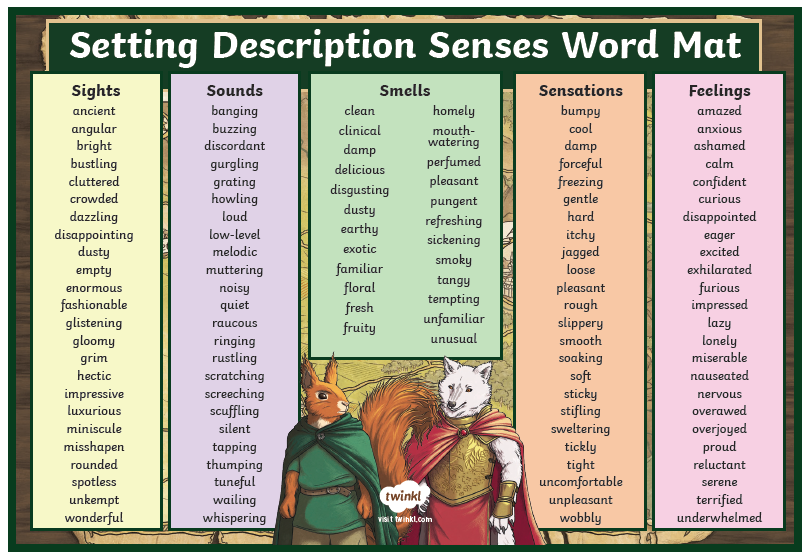 Setting Description Senses Word Mat
Sights
ancient
angular
bright
bustling
cluttered
crowded
dazzling
disappointing
dusty
empty
enormous
fashionable
glistening
gloomy
grim
hectic
impressive
luxurious
miniscule
misshapen
rounded
spotless
unkempt
wonderful
Sounds
banging
buzzing
discordant
gurgling
grating
howling
loud
low-level
melodic
muttering
noisy
quiet
raucous
ringing
rustling
scratching
screeching
scuffling
silent
tapping
thumping
tuneful
wailing
whispering
Smells
clean
clinical
damp
delicious
disgusting
dusty
earthy
exotic
familiar
floral
fresh
fruity
homely
mouth-
watering
perfumed
pleasant
pungent
refreshing
sickening
smoky
tangy
tempting
unfamiliar
unusual
Sensations
bumpy
cool
damp
forceful
freezing
gentle
hard
itchy
jagged
loose
pleasant
rough
slippery
smooth
soaking
soft
sticky
stifling
sweltering
tickly
tight
uncomfortable
unpleasant
wobbly
Feelings
amazed
anxious
ashamed
calm
confident
curious
disappointed
eager
excited
exhilarated
furious
impressed
lazy
lonely
miserable
nauseated
nervous
overawed
overjoyed
proud
reluctant
serene
terrified
underwhelmed
twinkl
visit twinkl.com